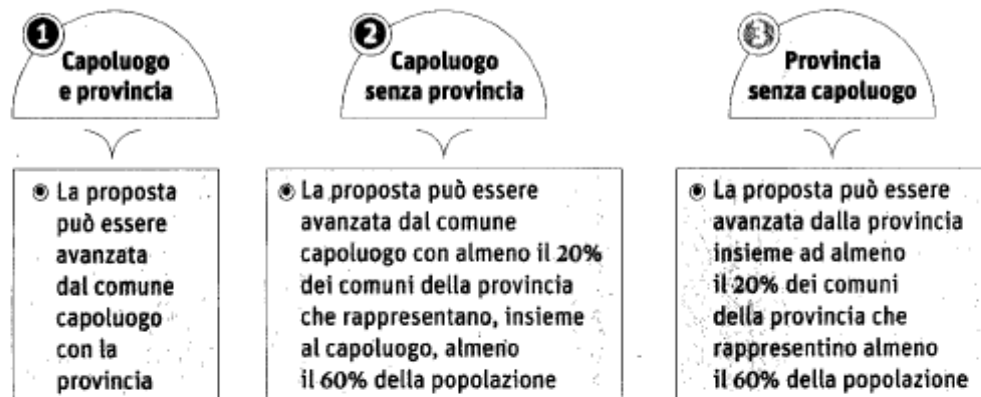 1
Capoluogo
e provincia
La proposta
può essere
avanzata
dal comune
capoluogo
con la
provincia
2
Capoluogo
senza provincia
La proposta può essere
avanzata dal comune
capoluogo con almeno il 20%
dei comuni della provincia
che rappresentano, insieme
al capoluogo, almeno
il 60% della popolazione
3
Provincia
senza capoluogo
La proposta può essere
avanzata dalla provincia
insieme ad almeno
il 20% dei comuni
della provincia che
rappresentino almeno
il 60% della popolazione